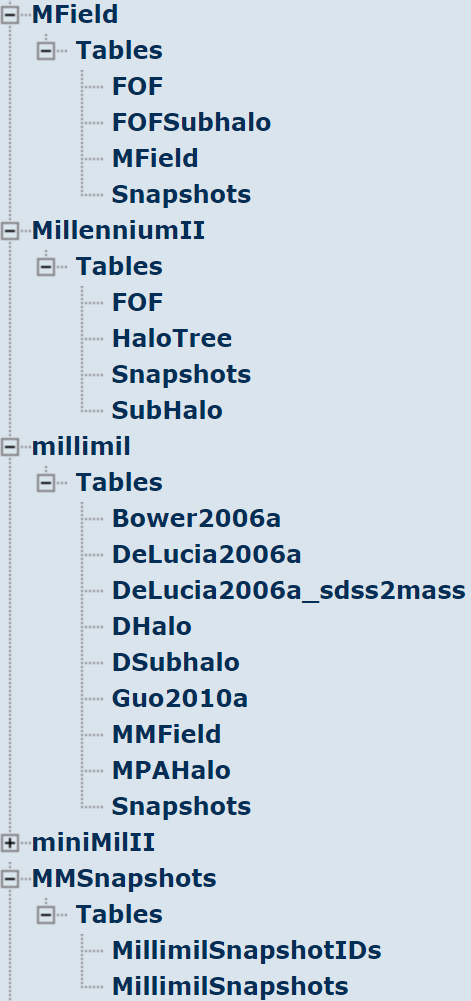 MField
Tables
FOF
FOFSubhalo
MField
Snapshots
MillenniumII
Tables
FOF
HaloTree
Snapshots
SubHalo
millimil
Tables
Bower2006a
DeLucia2006a
DeLucia2006a_sdss2mass
DHalo
DSubhalo
Guo2010a
MMField
MPAHalo
Snapshots
miniMilII
MMSnapshots
Tables
MillimilSnapshotIDs
MillimilSnapshots